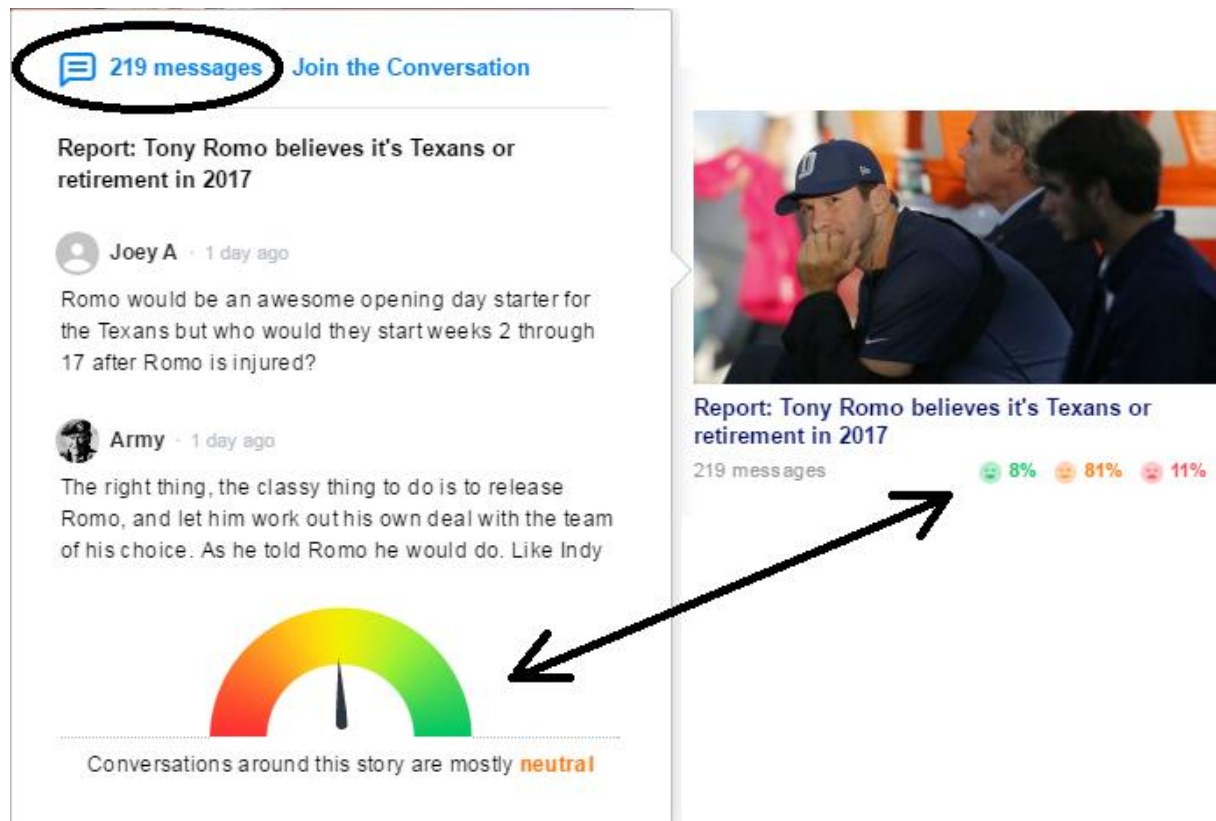 219 messages Join the Conversation
Report: Tony Romo believes it's Texans or
retirement in 2017
Joey A · 1 day ago
Romo would be an awesome opening day starter for
the Texans but who would they start weeks 2 through
17 after Romo is injured?
Army · 1 day ago
The right thing, the classy thing to do is to release
Romo, and let him work out his own deal with the team
of his choice. As he told Romo he would do. Like Indy
Conversations around this story are mostly neutral
D
Report: Tony Romo believes it's Texans or
retirement in 2017
219 messages 8% 81% 11%